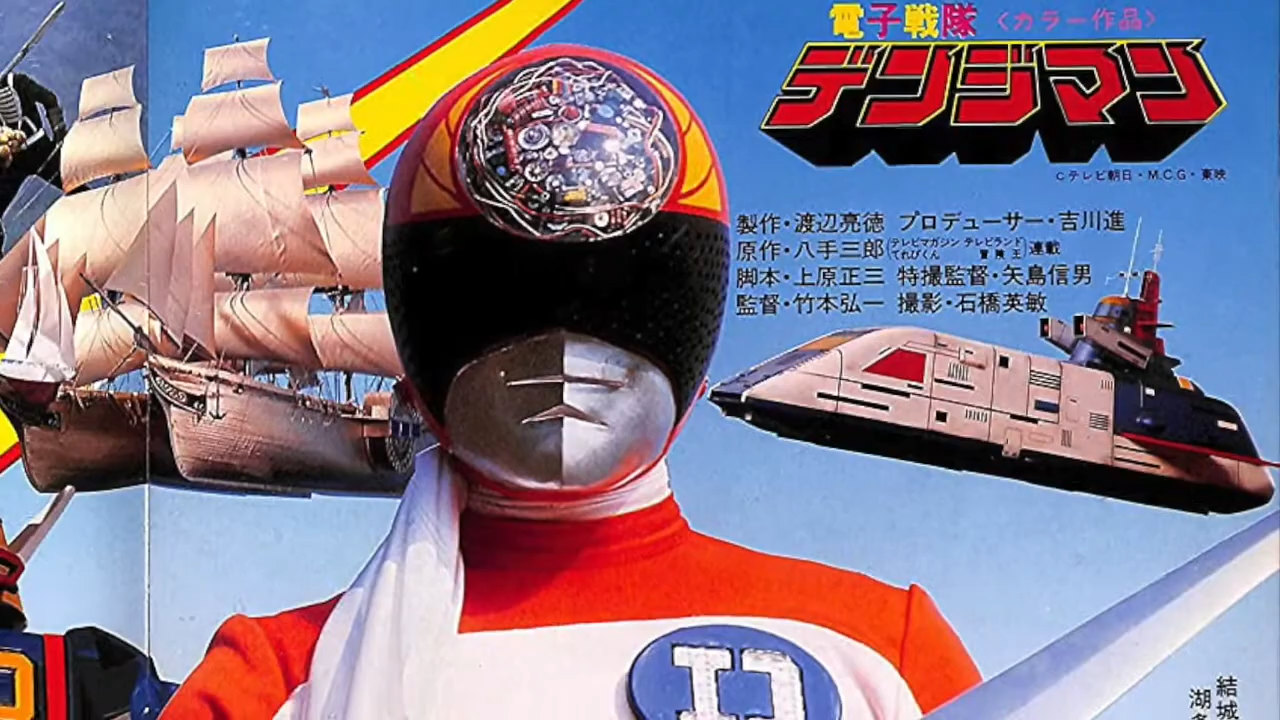 電子戦隊〈カラー作品〉
デンジマン
©テレビ朝日・M.C.G・東映
製作・渡辺亮徳 プロデューサー・吉川進
原作・八手三郎(テレビマガジン テレビランド てれびくん 冒険王)連載
脚本・上原正三 特撮監督・矢島信男
監督・竹本弘一 撮影・石橋英敏
結城
湖